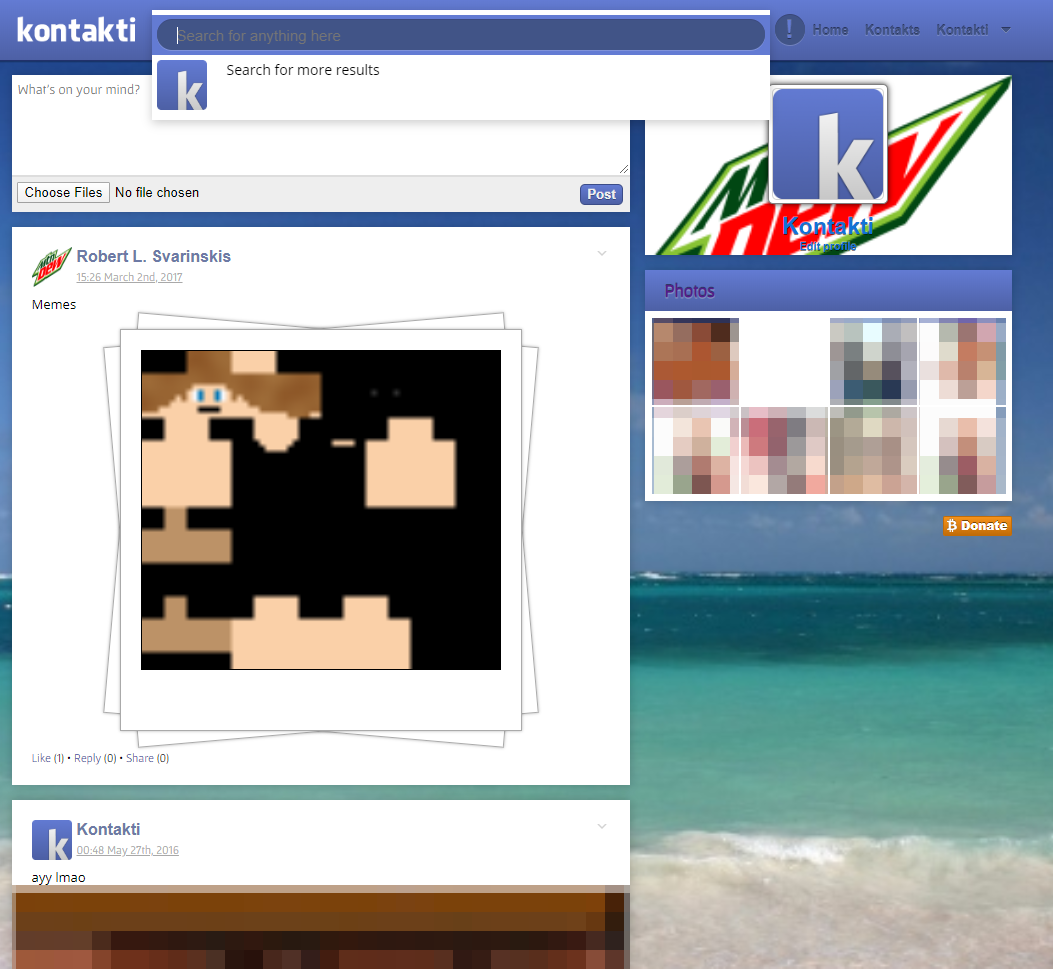 kontakti
Search for anything here
!
Home
Kontakts
Kontakti
k
Search for more results
What's on your mind?
Choose Files
No file chosen
Post
MTN
DEW
k
Kontakti
Edit profile
Robert L. Svarinskis
15:26 March 2nd, 2017
Memes
Photos
Donate
Like (1) • Reply (0) • Share (0)
k
Kontakti
00:48 May 27th, 2016
ayy lmao